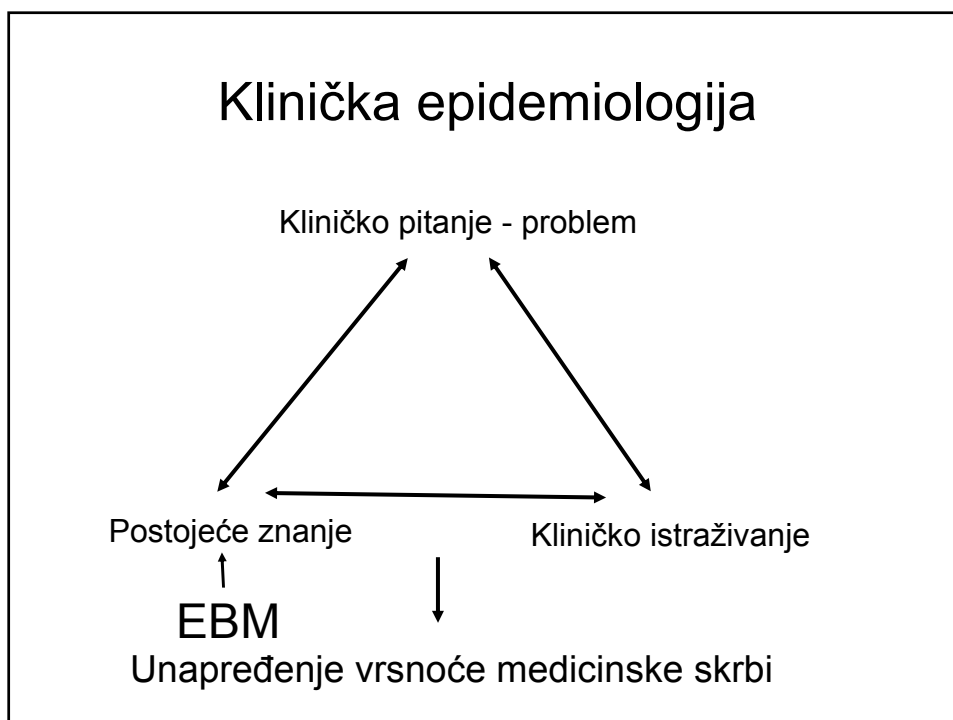 Klinička epidemiologija
Kliničko pitanje - problem
Postojeće znanje
Kliničko istraživanje
EBM
Unapređenje vrsnoće medicinske skrbi